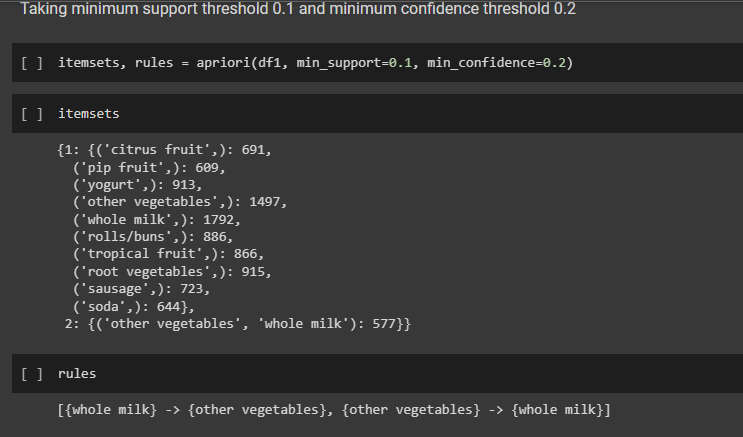 Taking minimum support threshold 0.1 and minimum confidence threshold 0.2
[ ] itemsets, rules = apriori(df1, min_support=0.1, min_confidence=0.2)
[ ] itemsets
{1: {('citrus fruit',): 691,
('pip fruit',): 609,
('yogurt',): 913,
('other vegetables',): 1497,
('whole milk',): 1792,
('rolls/buns',): 886,
('tropical fruit',): 866,
('root vegetables',): 915,
('sausage',): 723,
('soda',): 644},
2: {('other vegetables', 'whole milk'): 577}}
[ ] rules
[{whole milk} -> {other vegetables}, {other vegetables} -> {whole milk}]